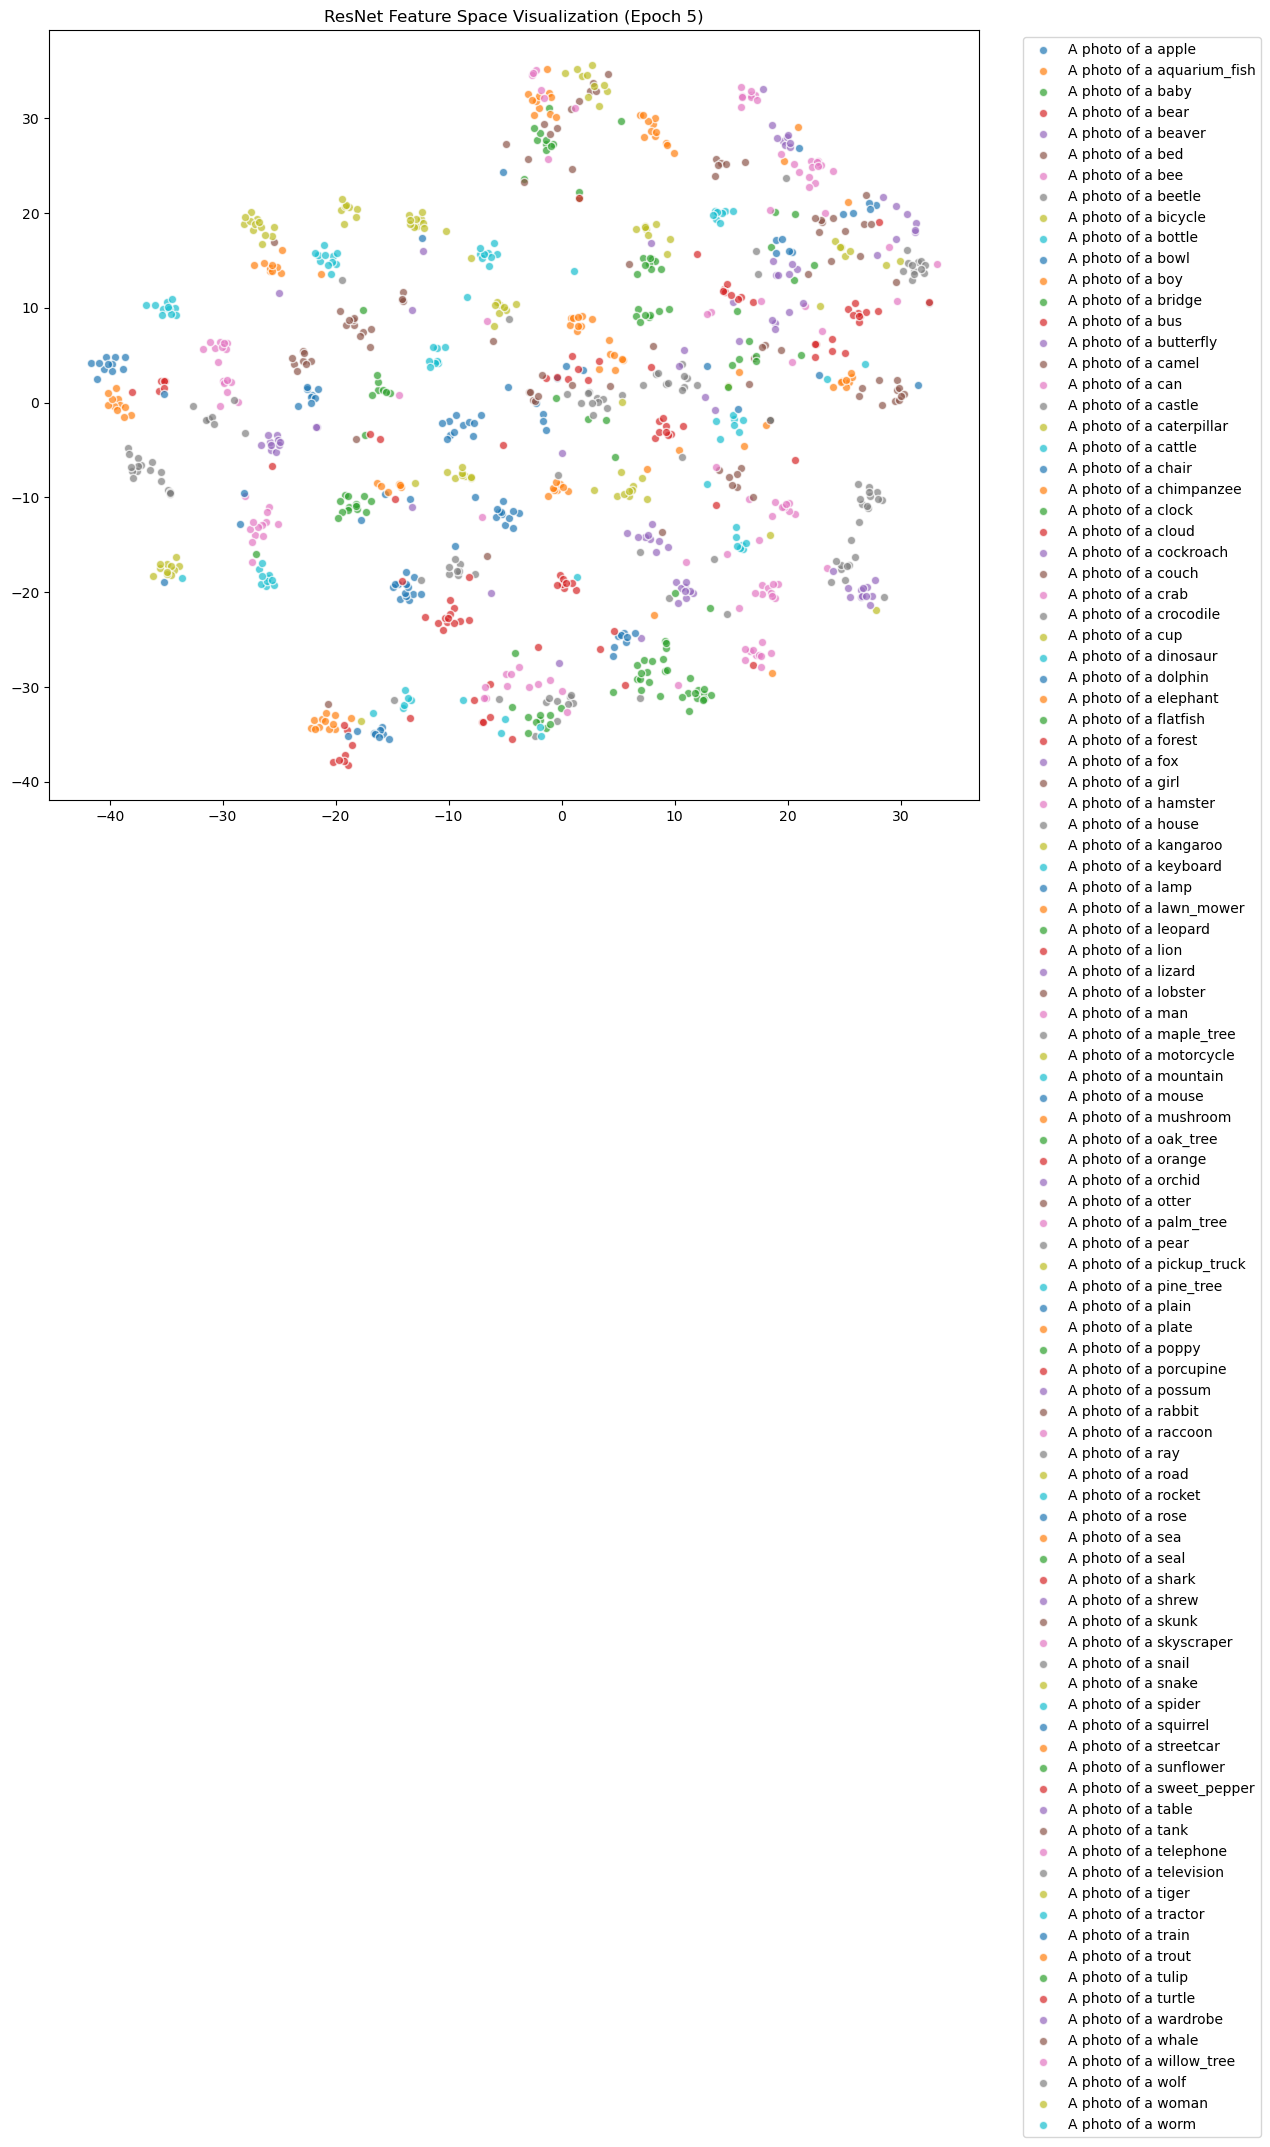 ResNet Feature Space Visualization (Epoch 5)
30
20
10
0
−10
−20
−30
−40
−40
−30
−20
−10
0
10
20
30
A photo of a apple
A photo of a aquarium_fish
A photo of a baby
A photo of a bear
A photo of a beaver
A photo of a bed
A photo of a bee
A photo of a beetle
A photo of a bicycle
A photo of a bottle
A photo of a bowl
A photo of a boy
A photo of a bridge
A photo of a bus
A photo of a butterfly
A photo of a camel
A photo of a can
A photo of a castle
A photo of a caterpillar
A photo of a cattle
A photo of a chair
A photo of a chimpanzee
A photo of a clock
A photo of a cloud
A photo of a cockroach
A photo of a couch
A photo of a crab
A photo of a crocodile
A photo of a cup
A photo of a dinosaur
A photo of a dolphin
A photo of a elephant
A photo of a flatfish
A photo of a forest
A photo of a fox
A photo of a girl
A photo of a hamster
A photo of a house
A photo of a kangaroo
A photo of a keyboard
A photo of a lamp
A photo of a lawn_mower
A photo of a leopard
A photo of a lion
A photo of a lizard
A photo of a lobster
A photo of a man
A photo of a maple_tree
A photo of a motorcycle
A photo of a mountain
A photo of a mouse
A photo of a mushroom
A photo of a oak_tree
A photo of a orange
A photo of a orchid
A photo of a otter
A photo of a palm_tree
A photo of a pear
A photo of a pickup_truck
A photo of a pine_tree
A photo of a plain
A photo of a plate
A photo of a poppy
A photo of a porcupine
A photo of a possum
A photo of a rabbit
A photo of a raccoon
A photo of a ray
A photo of a road
A photo of a rocket
A photo of a rose
A photo of a sea
A photo of a seal
A photo of a shark
A photo of a shrew
A photo of a skunk
A photo of a skyscraper
A photo of a snail
A photo of a snake
A photo of a spider
A photo of a squirrel
A photo of a streetcar
A photo of a sunflower
A photo of a sweet_pepper
A photo of a table
A photo of a tank
A photo of a telephone
A photo of a television
A photo of a tiger
A photo of a tractor
A photo of a train
A photo of a trout
A photo of a tulip
A photo of a turtle
A photo of a wardrobe
A photo of a whale
A photo of a willow_tree
A photo of a wolf
A photo of a woman
A photo of a worm